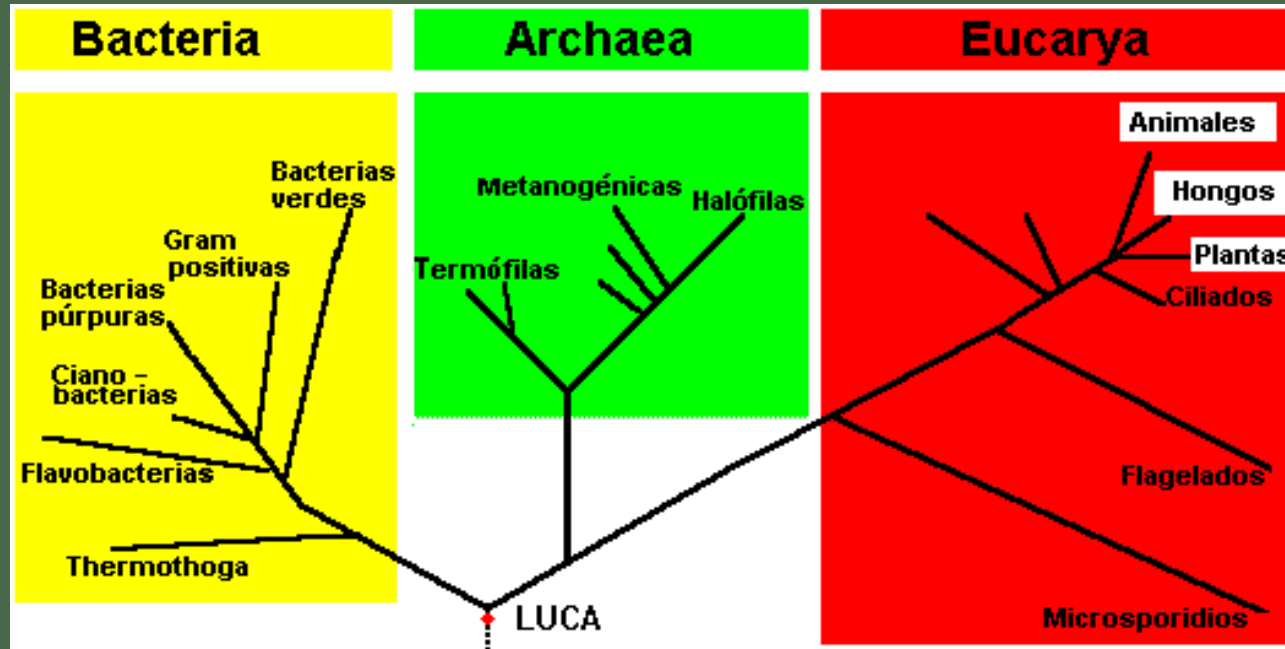 Bacteria
Archaea
Eucarya
Bacterias
verdes
Gram
positivas
Bacterias
púrpuras
Ciano –
bacterias
Flavobacterias
Thermothoga
Metanogénicas
Halófilas
Termófilas
Animales
Hongos
Plantas
Ciliados
Flagelados
Microsporidios
LUCA